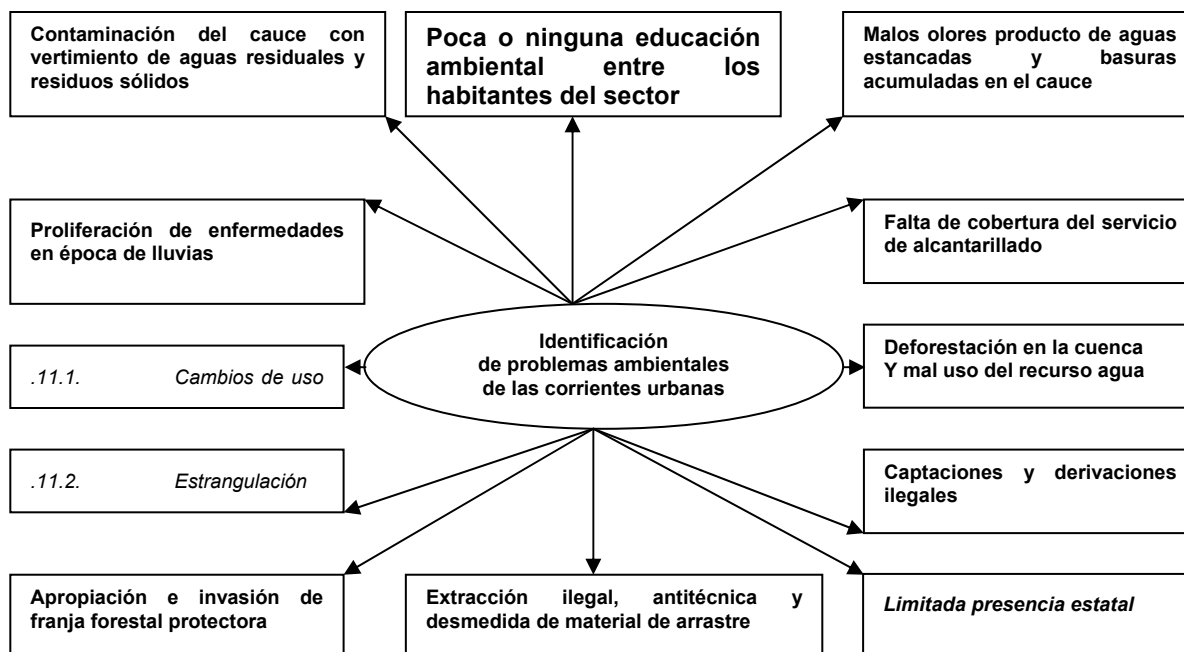 Contaminación del cauce con
vertimiento de aguas residuales y
residuos sólidos
Poca o ninguna educación
ambiental entre los
habitantes del sector
Malos olores producto de aguas
estancadas y basuras
acumuladas en el cauce
Proliferación de enfermedades
en época de lluvias
Falta de cobertura del servicio
de alcantarillado
Identificación
de problemas ambientales
de las corrientes urbanas
.11.1. Cambios de uso
Deforestación en la cuenca
Y mal uso del recurso agua
.11.2. Estrangulación
Captaciones y derivaciones
ilegales
Apropiación e invasión de
franja forestal protectora
Extracción ilegal, antitécnica y
desmedida de material de arrastre
Limitada presencia estatal